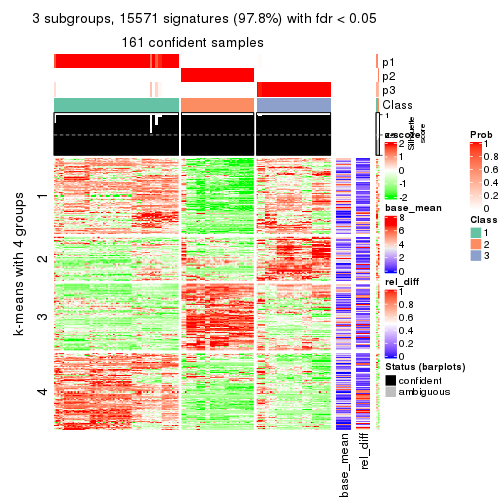 3 subgroups, 15571 signatures (97.8%) with fdr < 0.05
161 confident samples
p1
p2
p3
Class
1
Silhouette
score
k-means with 4 groups
1
2
3
4
base_mean
rel_diff
z-score
2
1
0
-1
-2
base_mean
8
6
4
2
0
rel_diff
1
0.8
0.6
0.4
0.2
0
Status (barplots)
confident
ambiguous
Prob
1
0.8
0.6
0.4
0.2
0
Class
1
2
3